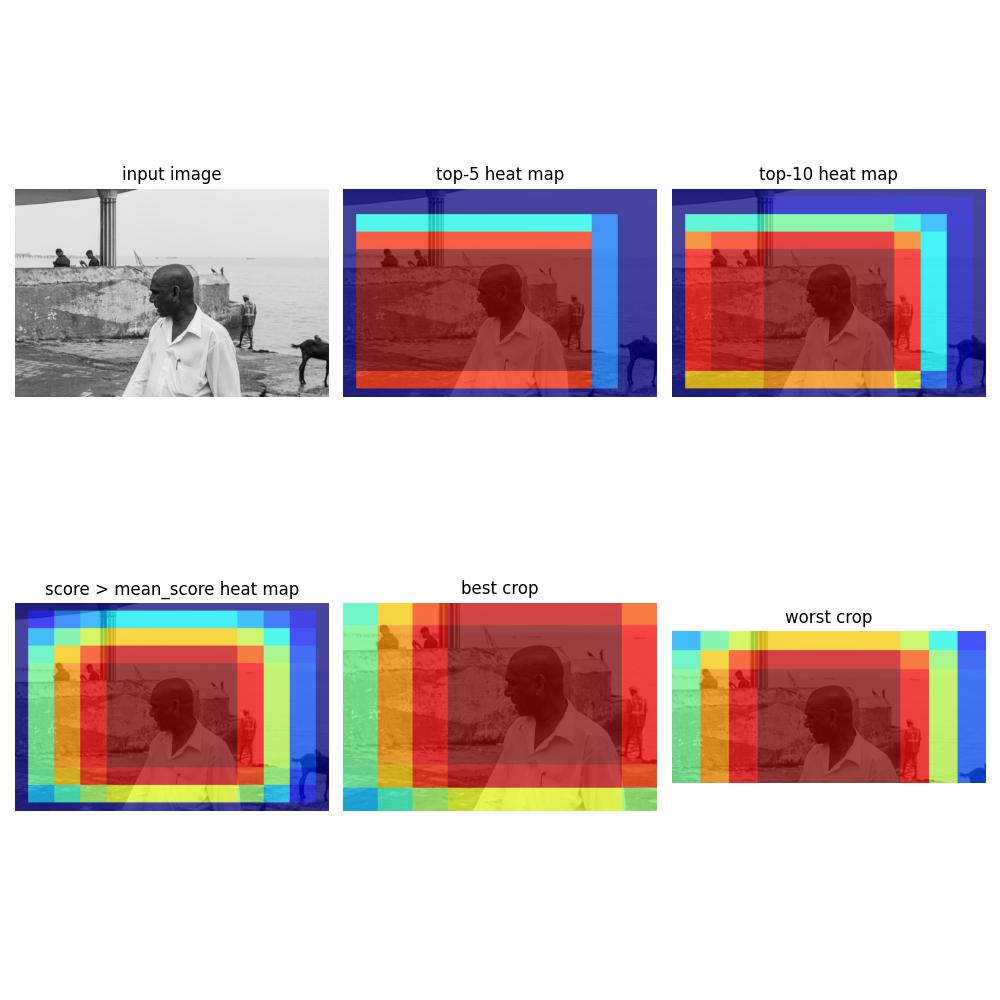 input image
top-5 heat map
top-10 heat map
score > mean_score heat map
best crop
worst crop